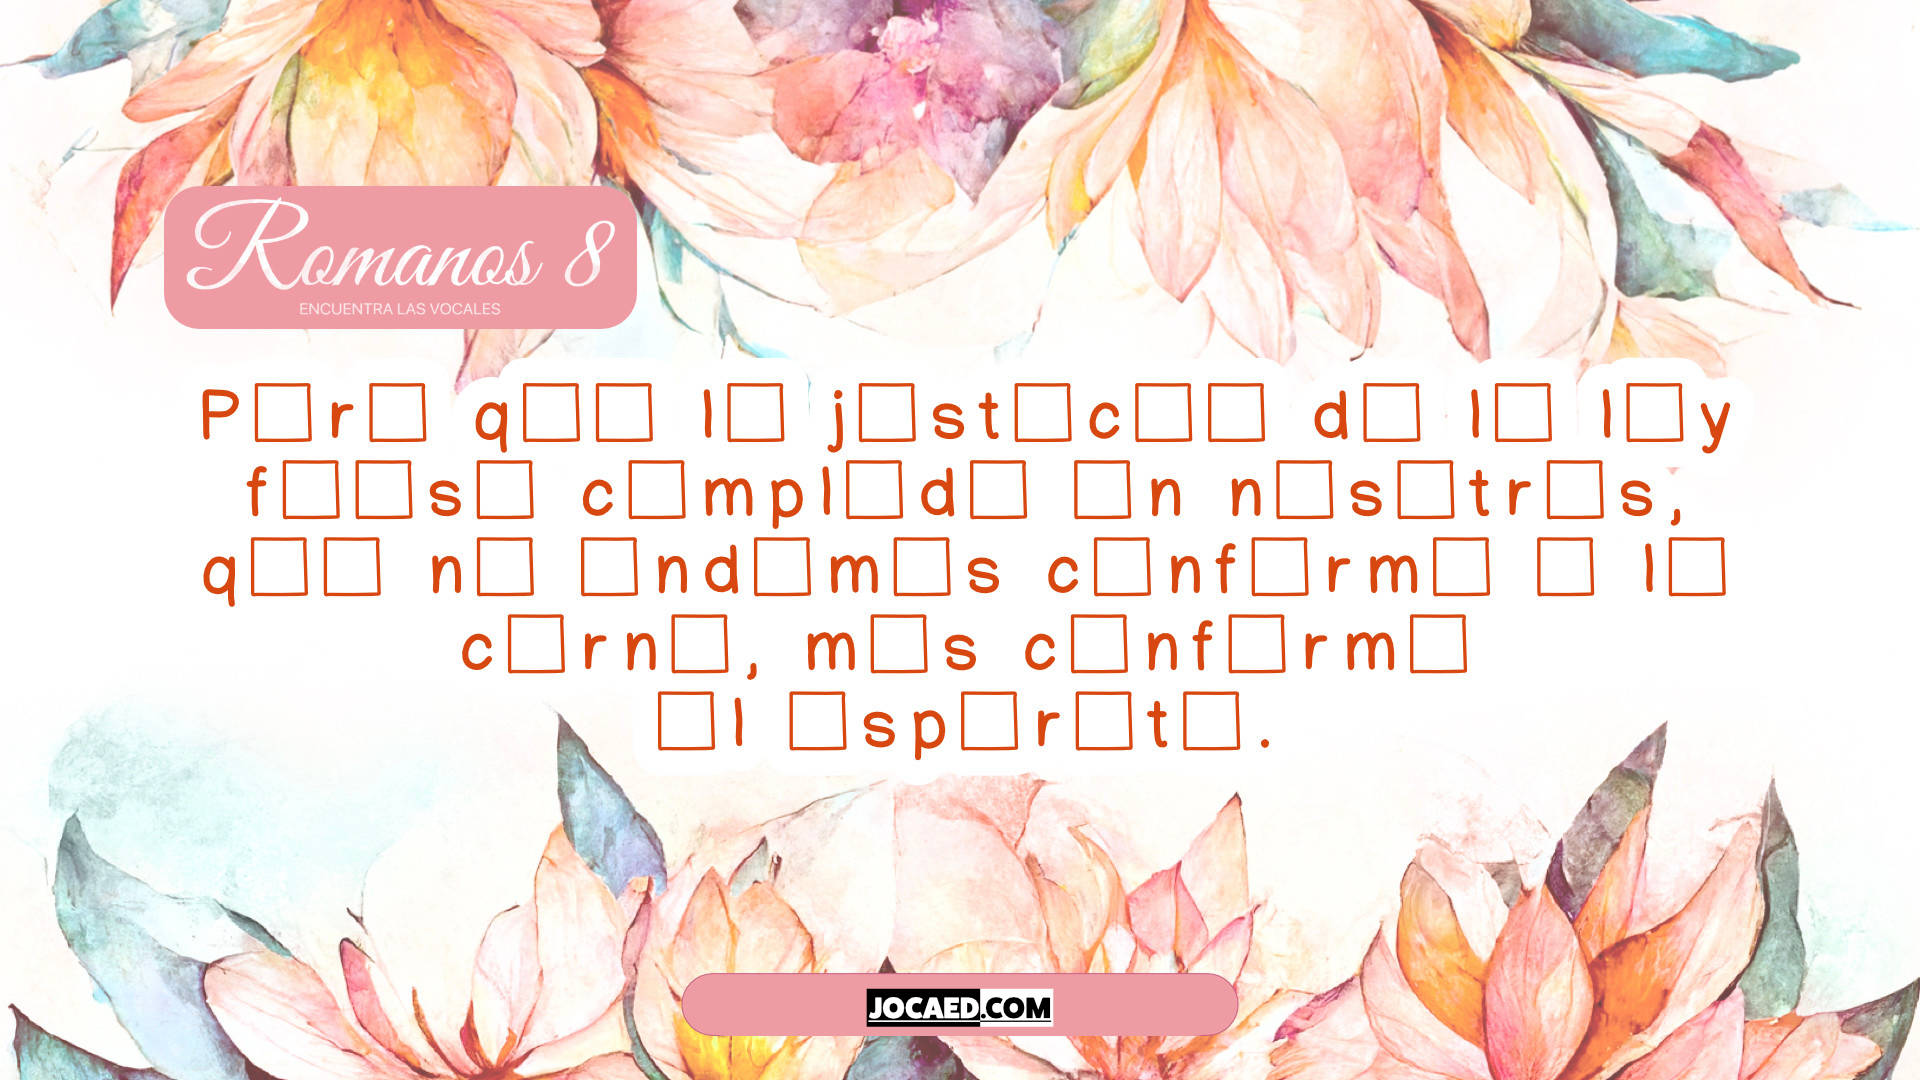 Romanos 8
ENCUENTRA LAS VOCALES
P□r□ q□□ l□ j□st□c□□ d□ l□ l□y
f□□s□ c□mpl□d□ □n n□s□tr□s,
q□□ n□ □nd□m□s c□nf□rm□ □ l□
c□rn□, m□s c□nf□rm□
□l □sp□r□t□.
JOCAED.COM